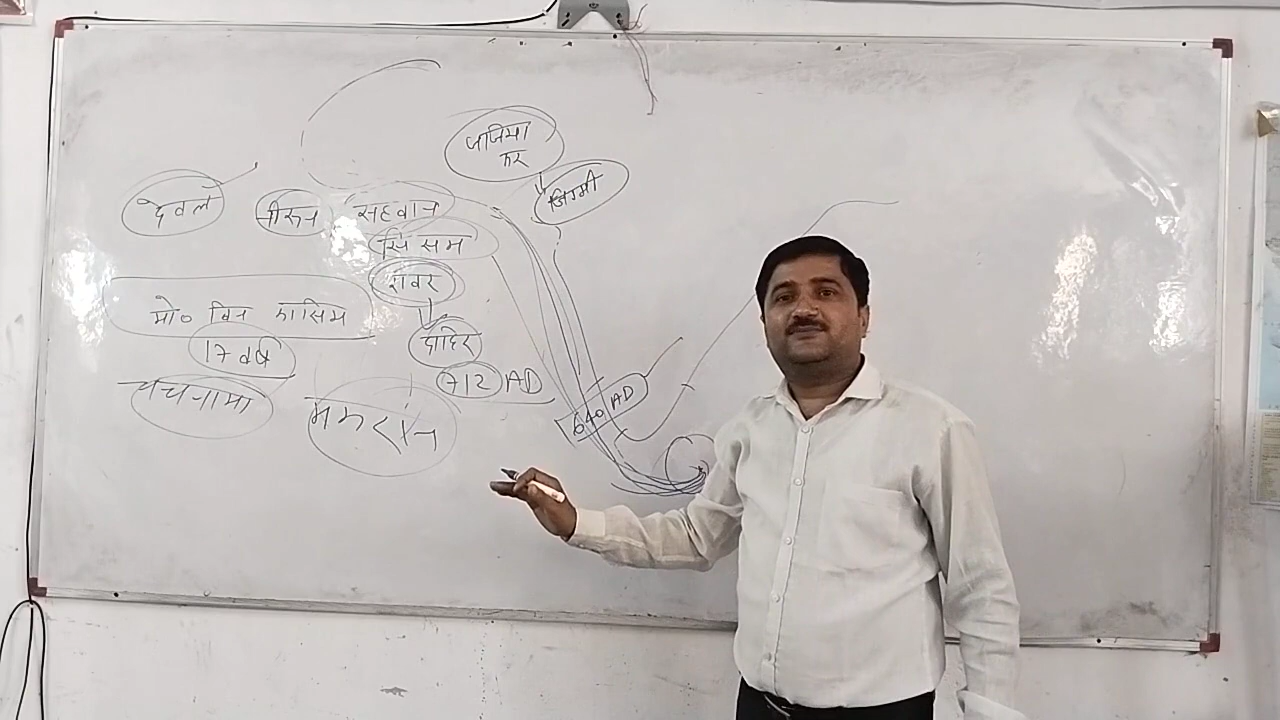 जजिया
कर
जिम्मी
देवल
नीरून सहवान
सिसम
रावर
मो० बिन कासिम
दाहिर
17 वर्ष
712 AD
चचनामा
640 AD
मकरान